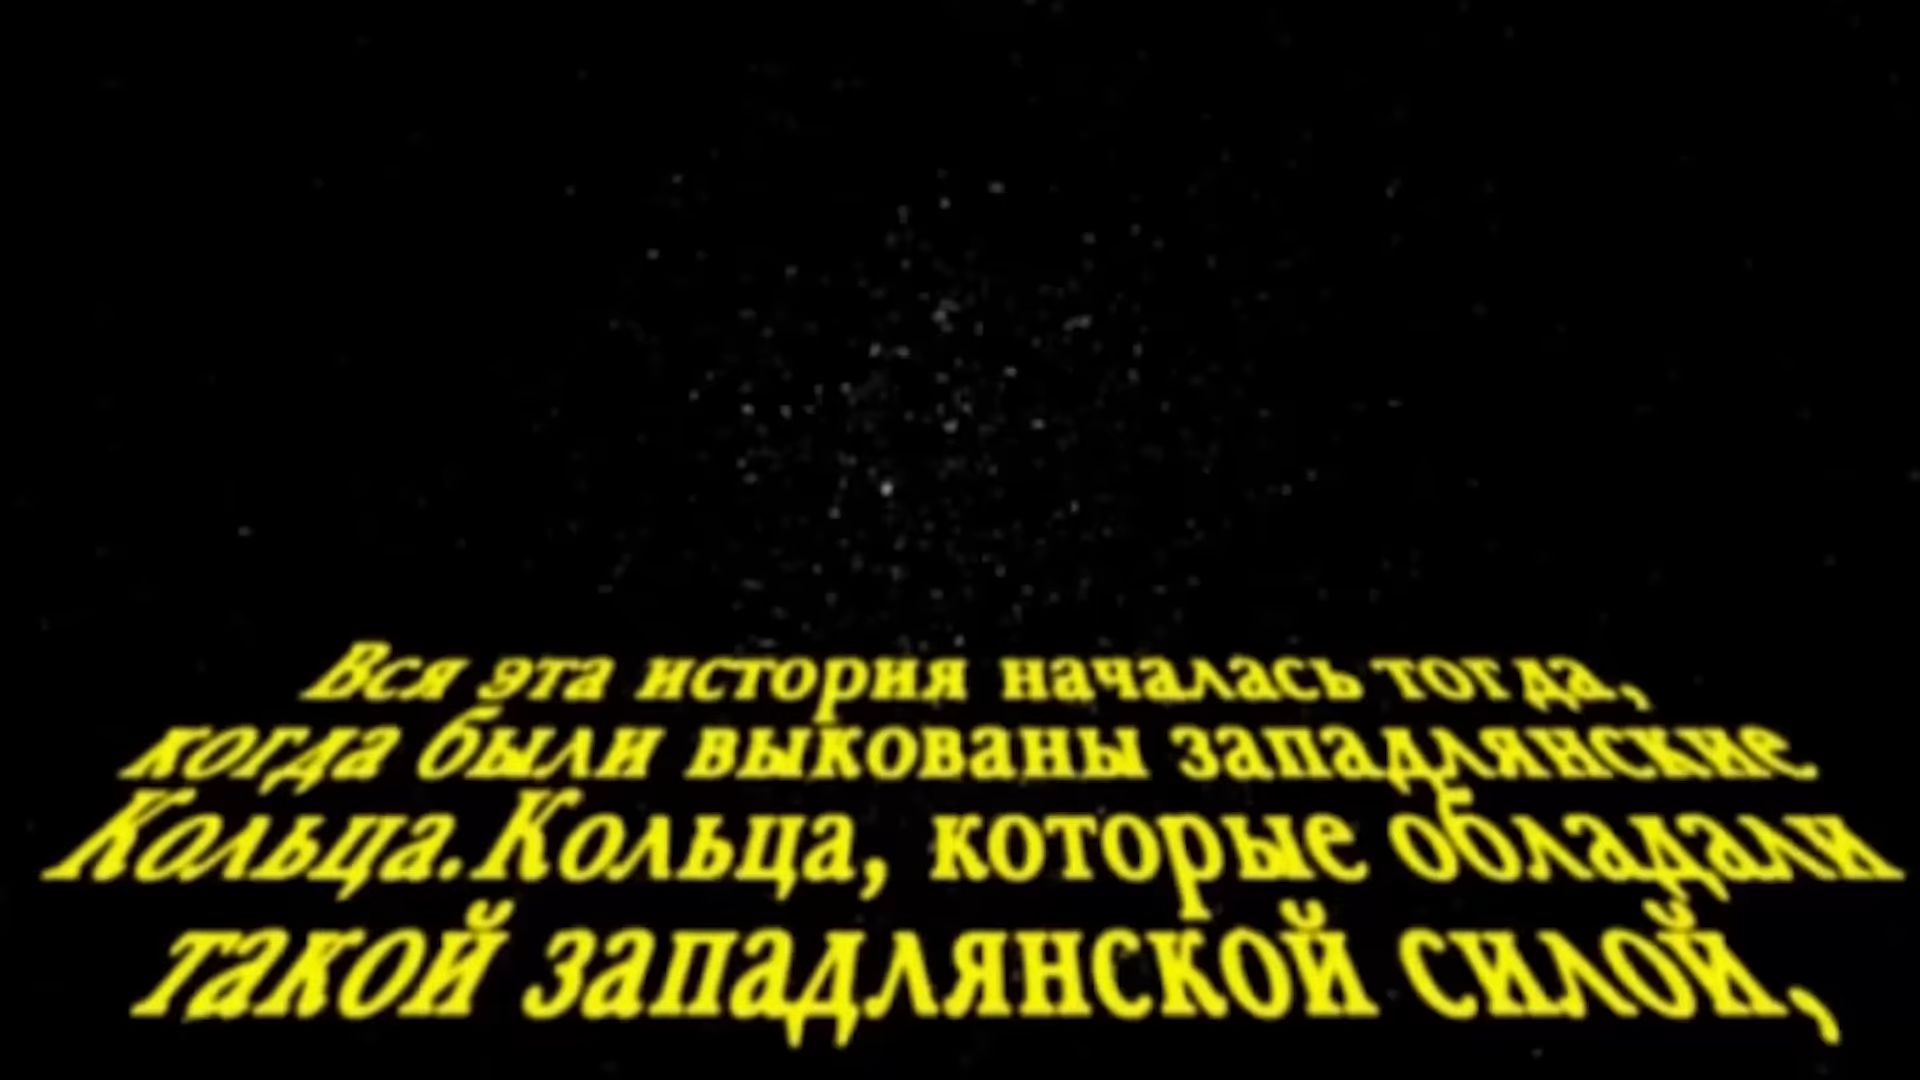 Вся эта история началась тогда,
когда были выкованы западлянские
Кольца. Кольца, которые обладали
такой западлянской силой,